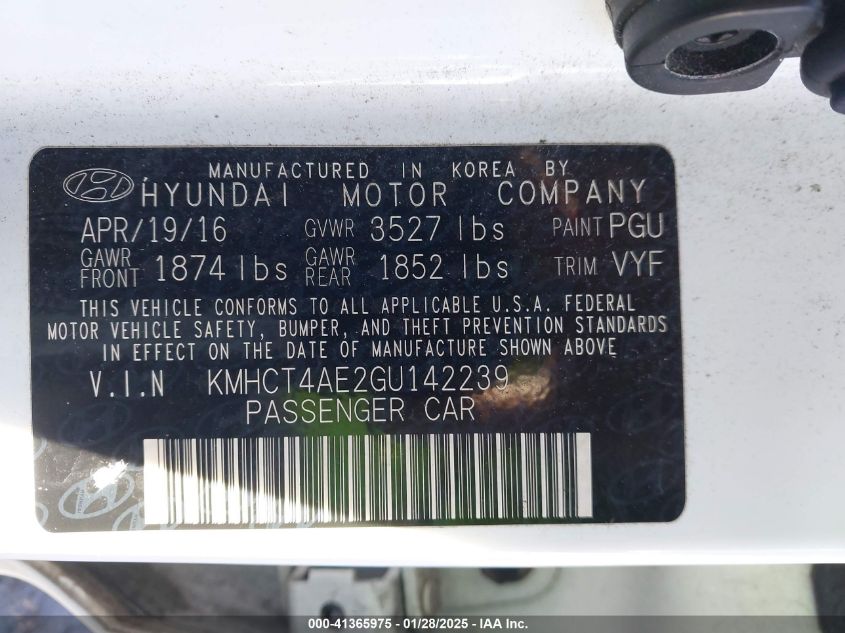 MANUFACTURED IN KOREA BY
HYUNDAI MOTOR COMPANY
APR/19/16 GVWR 3527 lbs PAINT PGU
GAWR FRONT 1874 lbs GAWR REAR 1852 lbs TRIM VYF
THIS VEHICLE CONFORMS TO ALL APPLICABLE U.S.A. FEDERAL
MOTOR VEHICLE SAFETY, BUMPER, AND THEFT PREVENTION STANDARDS
IN EFFECT ON THE DATE OF MANUFACTURE SHOWN ABOVE.
V.I.N KMHCT4AE2GU142239
PASSENGER CAR
000-41365975 - 01/28/2025 - IAA, Inc.